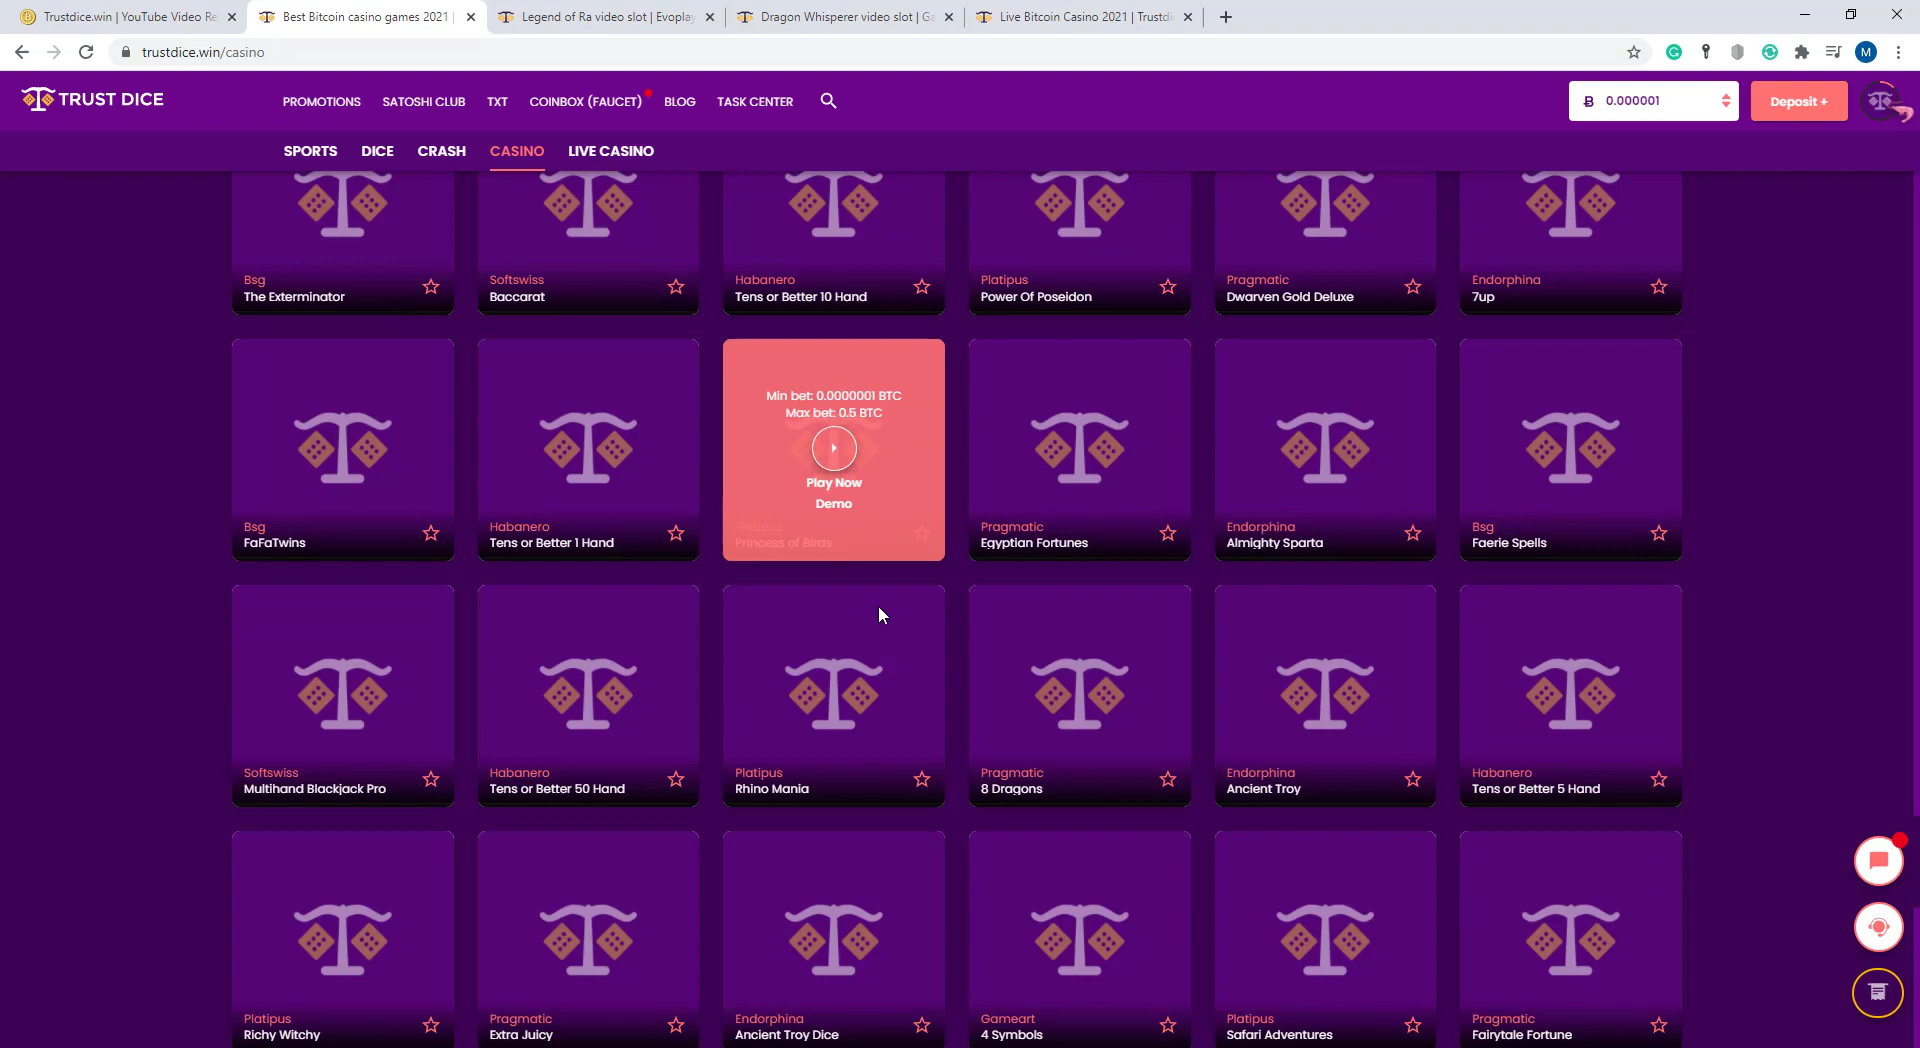 Trustdice.win | YouTube Video Re
Best Bitcoin casino games 2021 |
Legend of Ra video slot | Evoplay
Dragon Whisperer video slot | Ga
Live Bitcoin Casino 2021 | Trustdi
trustdice.win/casino
M
TRUST DICE
PROMOTIONS
SATOSHI CLUB
TXT
COINBOX (FAUCET)
BLOG
TASK CENTER
0.000001
Deposit +
SPORTS
DICE
CRASH
CASINO
LIVE CASINO
Bsg
The Exterminator
Softswiss
Baccarat
Habanero
Tens or Better 10 Hand
Platipus
Power Of Poseidon
Pragmatic
Dwarven Gold Deluxe
Endorphina
7up
Bsg
FaFaTwins
Habanero
Tens or Better 1 Hand
Min bet: 0.0000001 BTC
Max bet: 0.5 BTC
Play Now
Demo
Platipus
Princess of Birds
Pragmatic
Egyptian Fortunes
Endorphina
Almighty Sparta
Bsg
Faerie Spells
Softswiss
Multihand Blackjack Pro
Habanero
Tens or Better 50 Hand
Platipus
Rhino Mania
Pragmatic
8 Dragons
Endorphina
Ancient Troy
Habanero
Tens or Better 5 Hand
Platipus
Richy Witchy
Pragmatic
Extra Juicy
Endorphina
Ancient Troy Dice
Gameart
4 Symbols
Platipus
Safari Adventures
Pragmatic
Fairytale Fortune